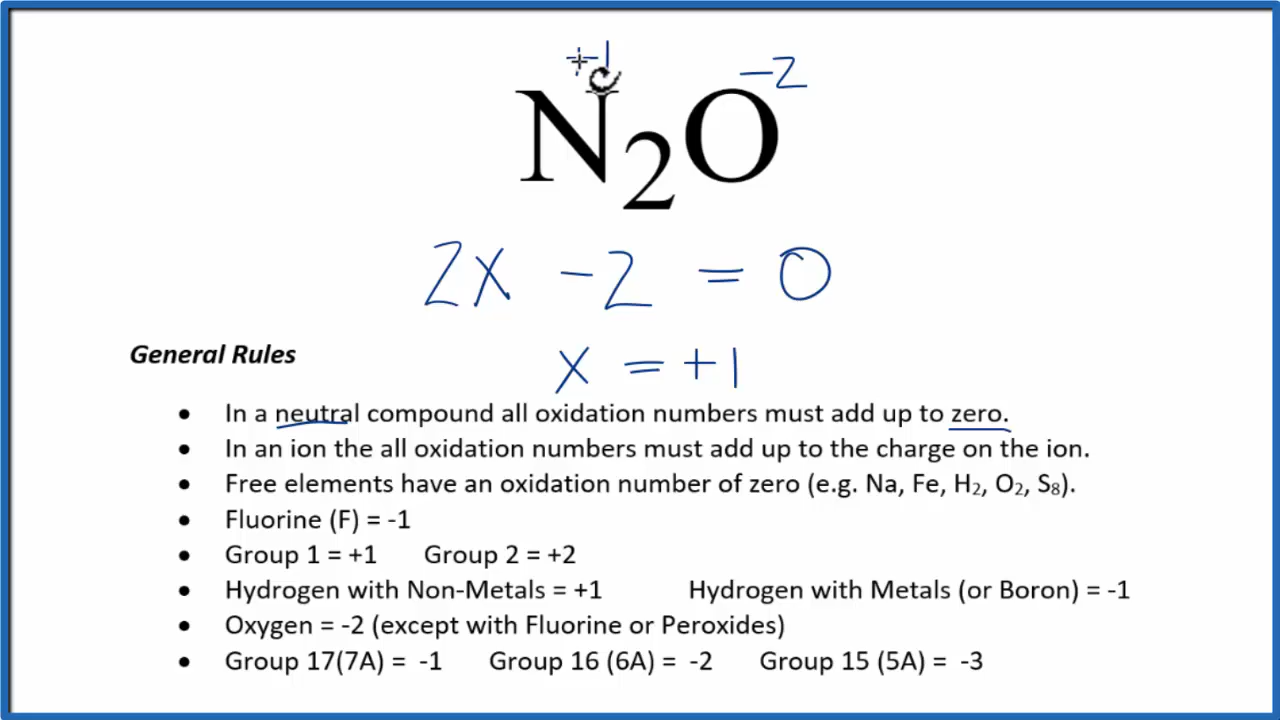 +1 -2
N₂O
2x -2 = 0
General Rules
x = +1
• In a neutral compound all oxidation numbers must add up to zero.
• In an ion the all oxidation numbers must add up to the charge on the ion.
• Free elements have an oxidation number of zero (e.g. Na, Fe, H₂, O₂, S₈).
• Fluorine (F) = -1
• Group 1 = +1 Group 2 = +2
• Hydrogen with Non-Metals = +1 Hydrogen with Metals (or Boron) = -1
• Oxygen = -2 (except with Fluorine or Peroxides)
• Group 17(7A) = -1 Group 16 (6A) = -2 Group 15 (5A) = -3